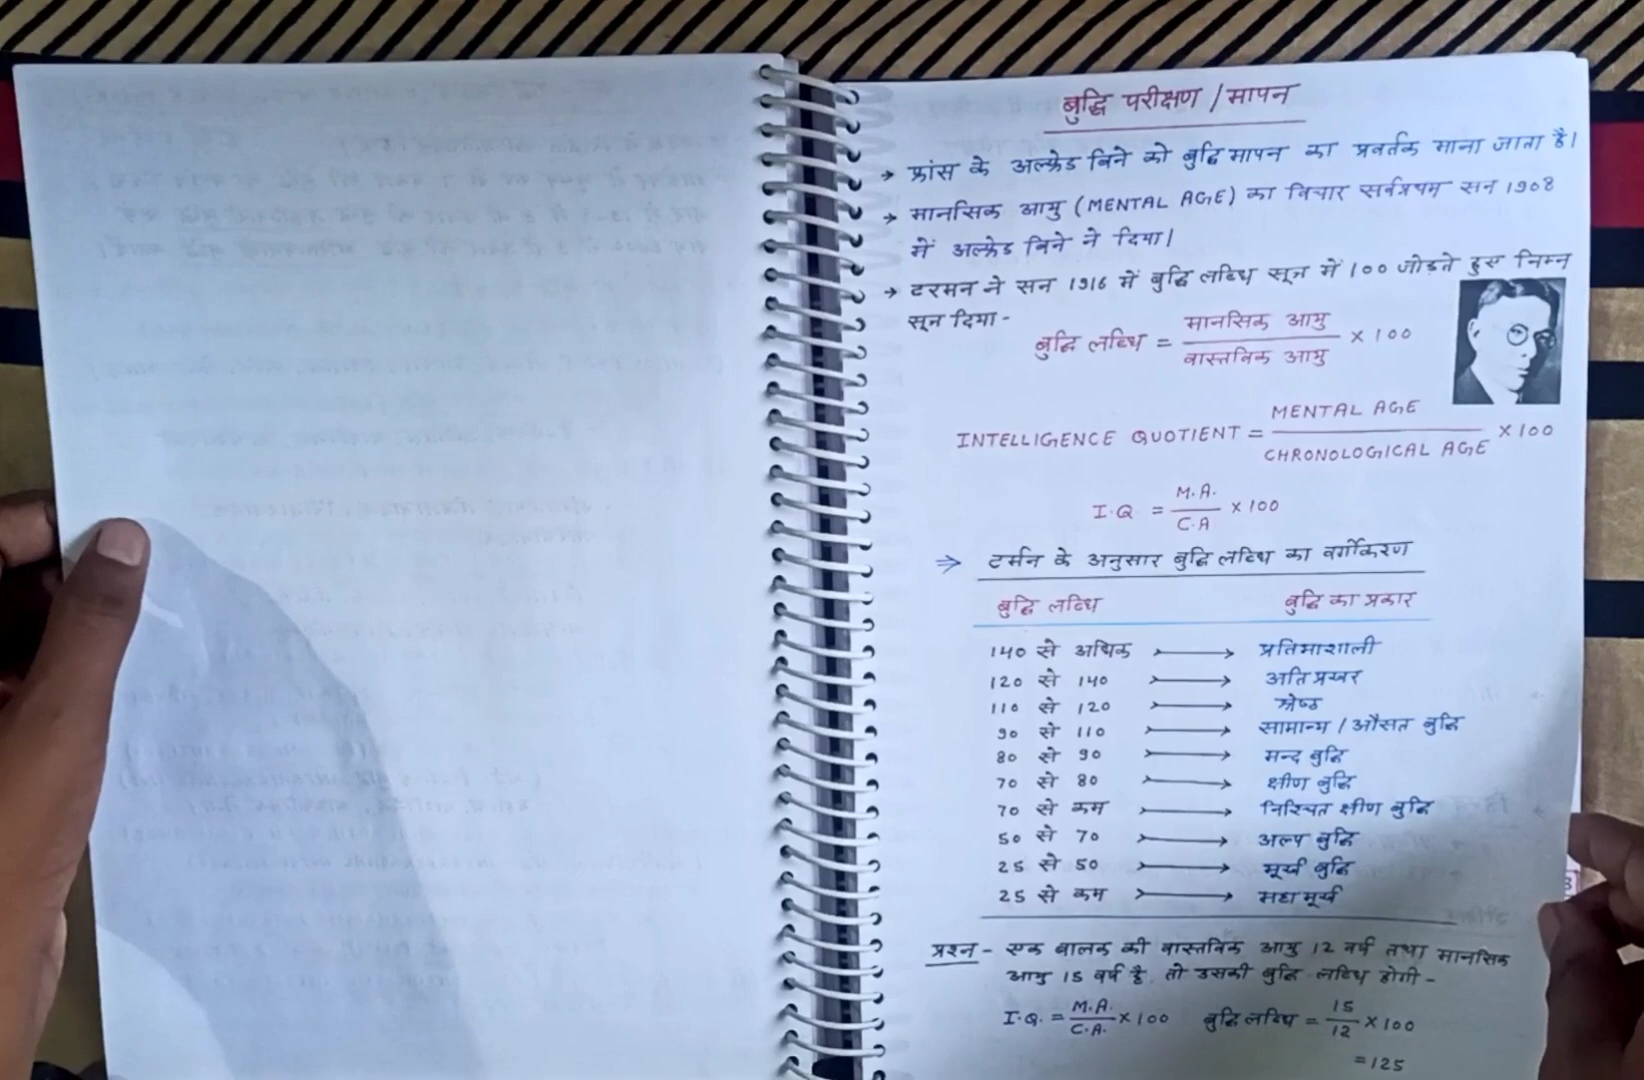 बुद्धि परीक्षण / मापन
→ फ्रांस के अल्फ्रेड बिने को बुद्धि मापन का प्रवर्तक माना जाता है।
→ मानसिक आयु (MENTAL AGE) का विचार सर्वप्रथम सन 1908
में अल्फ्रेड बिने ने दिया।
→ टरमन ने सन 1916 में बुद्धि लब्धि सूत्र में 100 जोड़ते हुए निम्न
सूत्र दिया -
बुद्धि लब्धि = मानसिक आयु / वास्तविक आयु × 100
INTELLIGENCE QUOTIENT = MENTAL AGE / CHRONOLOGICAL AGE × 100
I.Q. = M.A. / C.A × 100
⇒ टर्मन के अनुसार बुद्धि लब्धि का वर्गीकरण
बुद्धि लब्धि बुद्धि का प्रकार
140 से अधिक → प्रतिभाशाली
120 से 140 → अति प्रखर
110 से 120 → श्रेष्ठ
90 से 110 → सामान्य / औसत बुद्धि
80 से 90 → मन्द बुद्धि
70 से 80 → क्षीण बुद्धि
70 से कम → निश्चित क्षीण बुद्धि
50 से 70 → अल्प बुद्धि
25 से 50 → मूर्ख बुद्धि
25 से कम → महामूर्ख
प्रश्न - एक बालक की वास्तविक आयु 12 वर्ष तथा मानसिक
आयु 15 वर्ष है, तो उसकी बुद्धि लब्धि होगी -
I.Q. = M.A. / C.A. × 100 बुद्धि लब्धि = 15 / 12 × 100
= 125